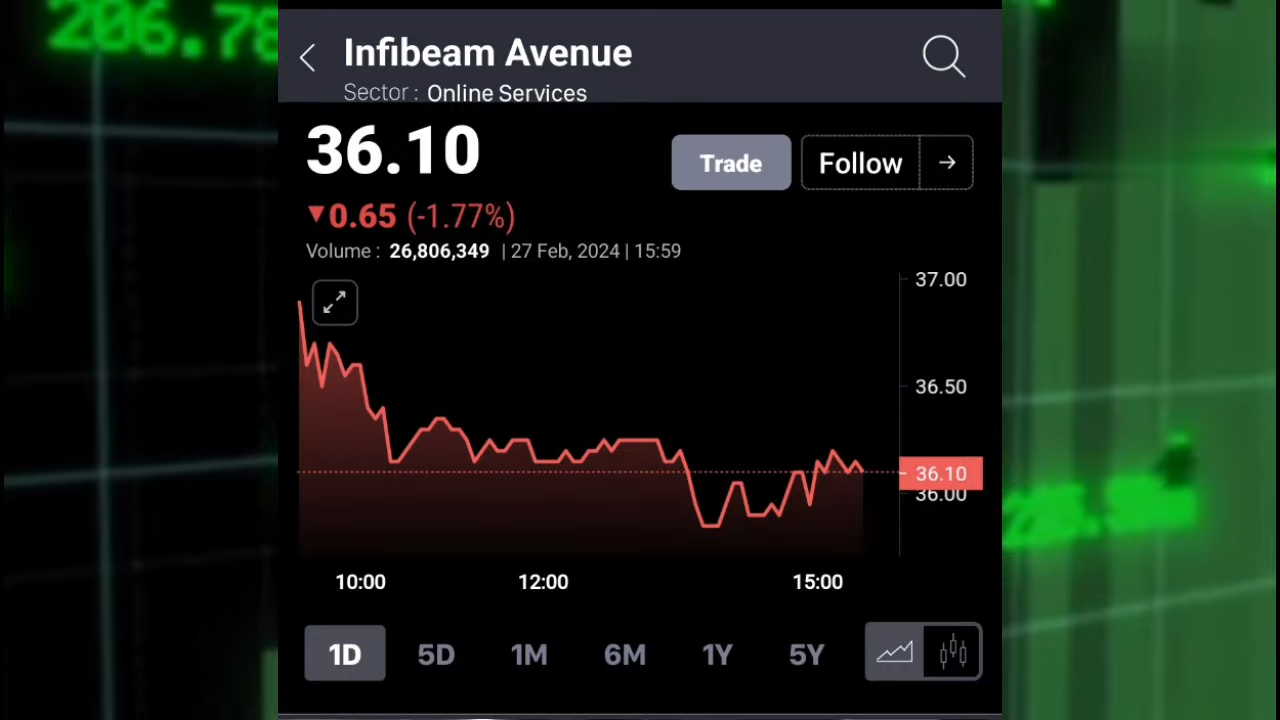 206.78
Infibeam Avenue
Sector : Online Services
36.10
Trade
Follow
▼0.65 (-1.77%)
Volume : 26,806,349 | 27 Feb, 2024 | 15:59
37.00
36.50
36.10
36.00
10:00 12:00 15:00
1D 5D 1M 6M 1Y 5Y